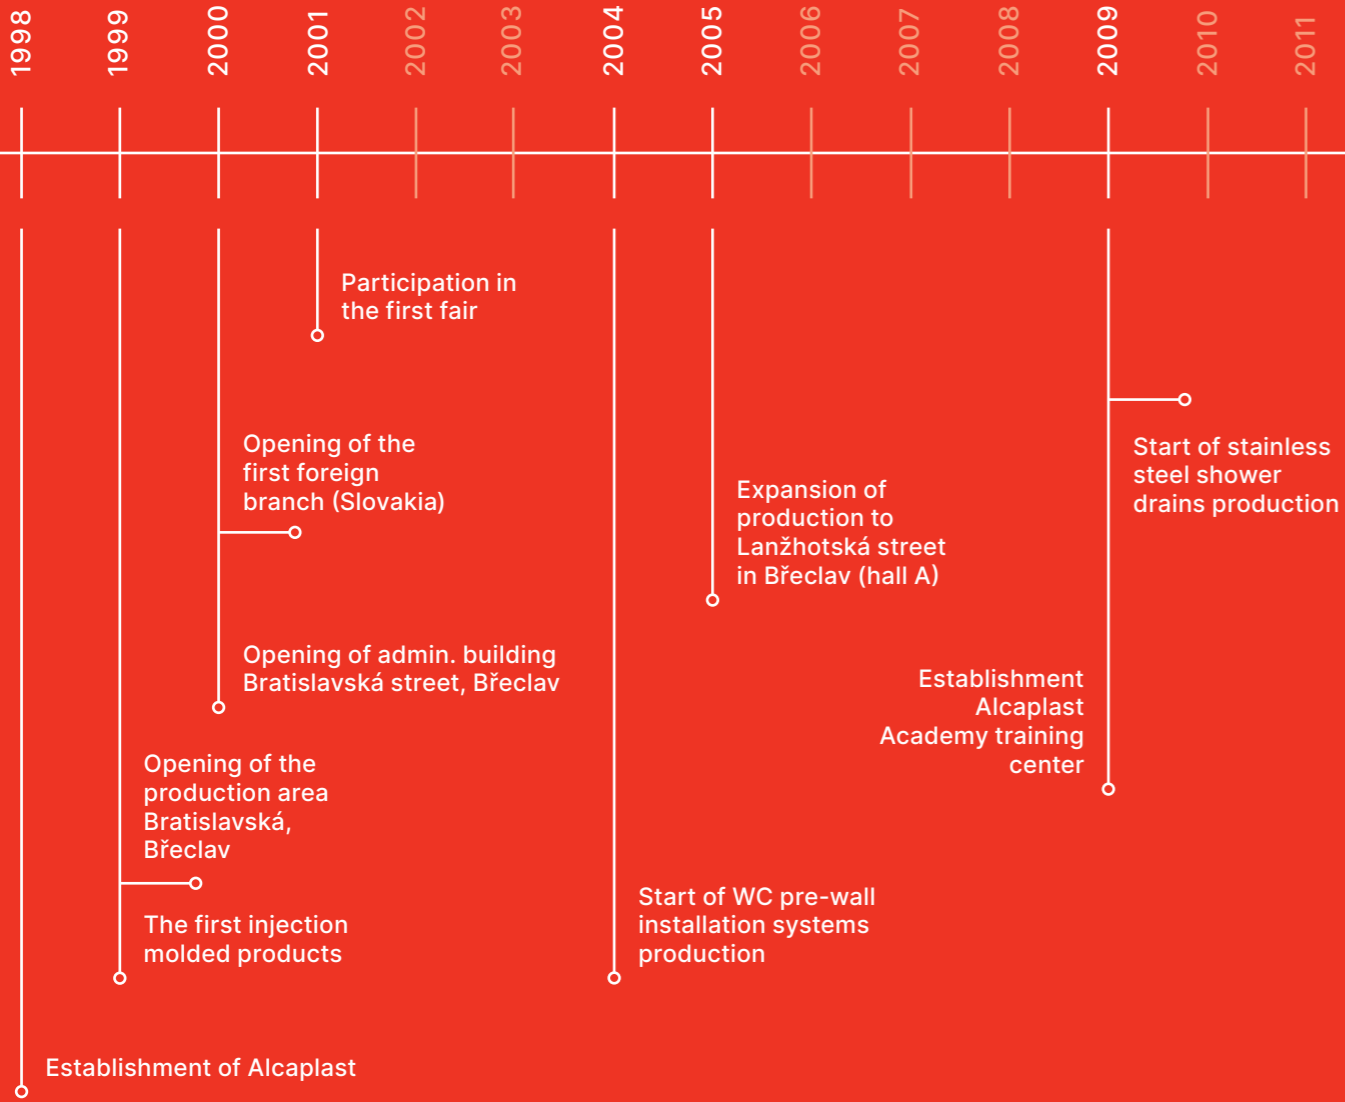 1998
1999
2000
2001
2002
2003
2004
2005
2006
2007
2008
2009
2010
2011
Participation in
the first fair
Opening of the
first foreign
branch (Slovakia)
Opening of admin. building
Bratislavská street, Břeclav
Opening of the
production area
Bratislavská,
Břeclav
The first injection
molded products
Establishment of Alcaplast
Start of WC pre-wall
installation systems
production
Expansion of
production to
Lanžhotská street
in Břeclav (hall A)
Start of stainless
steel shower
drains production
Establishment
Alcaplast
Academy training
center